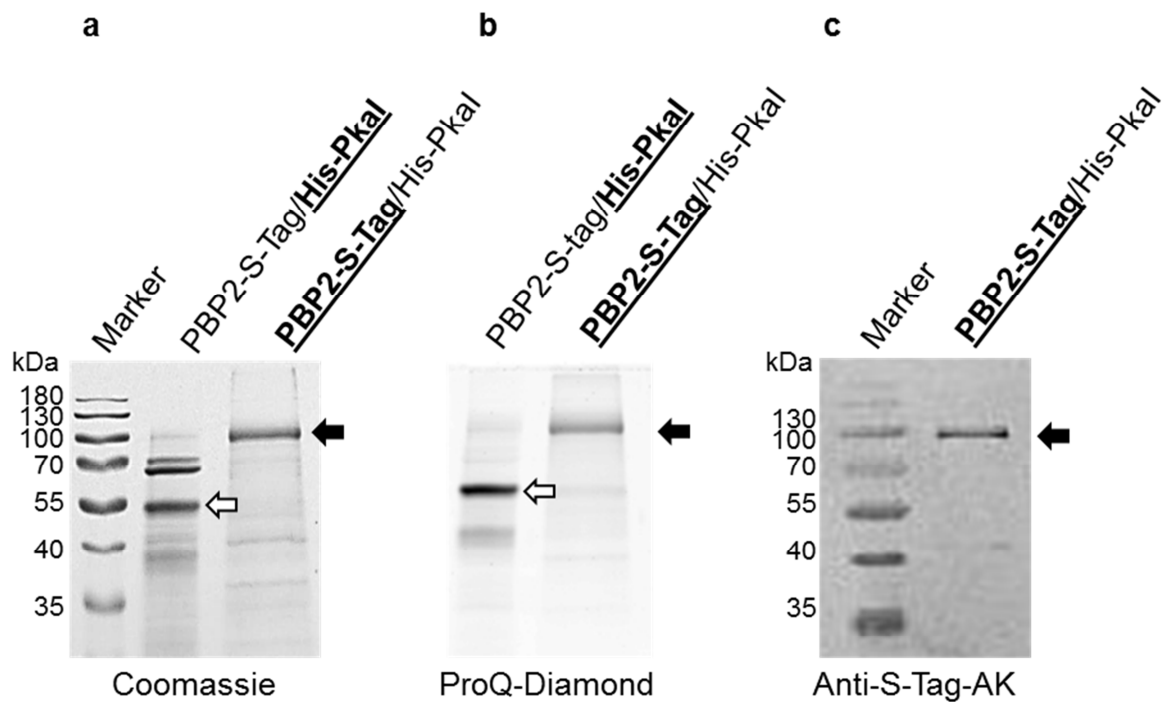 a
b
c
Marker
PBP2-S-Tag/His-PkaI
PBP2-S-Tag/His-PkaI
PBP2-S-tag/His-PkaI
PBP2-S-Tag/His-PkaI
Marker
PBP2-S-Tag/His-PkaI
kDa
180
130
100
70
55
40
35
kDa
130
100
70
55
40
35
Coomassie
ProQ-Diamond
Anti-S-Tag-AK